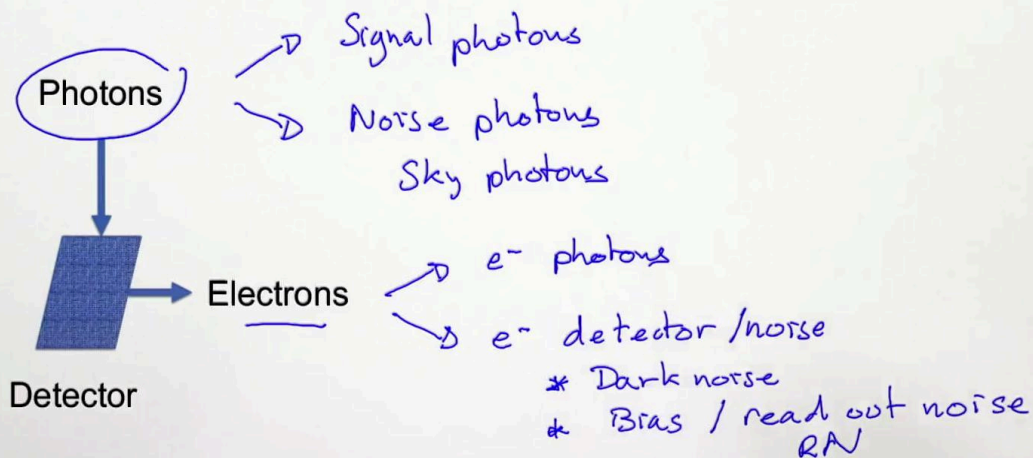 Signal photons
Photons
Noise photons
Sky photons
e- photons
Electrons
e- detector/noise
* Dark noise
Detector
* Bias / read out noise
RN